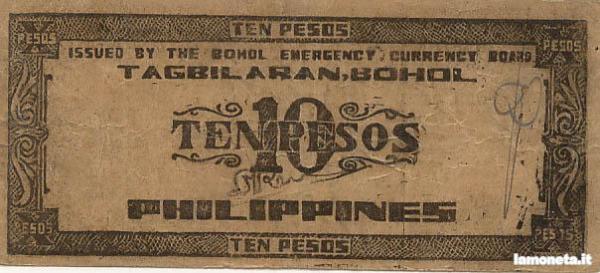 PESOS TEN PESOS PESOS
ISSUED BY THE BOHOL EMERGENCY CURRENCY BOARD
TAGBILARAN, BOHOL
10
TEN PESOS
PHILIPPINES
PESOS TEN PESOS PESOS
lamoneta.it